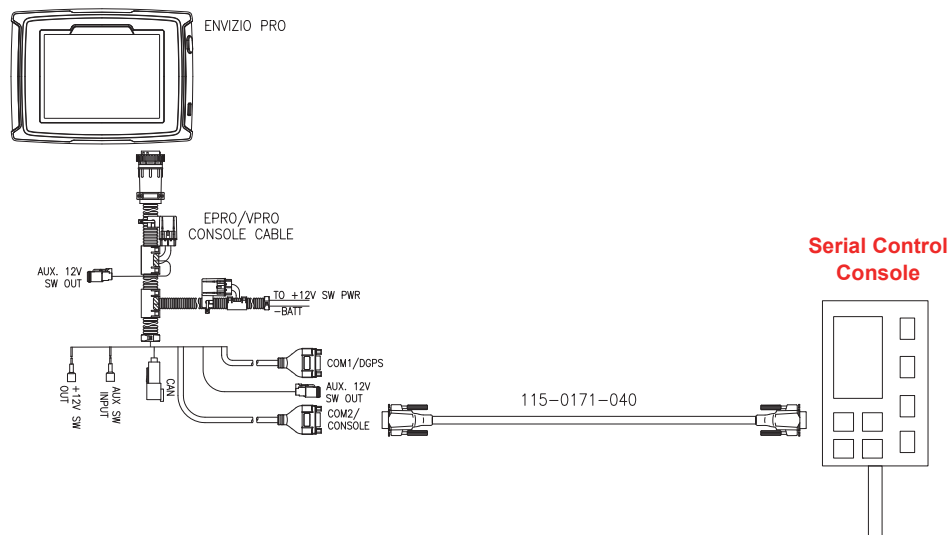 ENVIZIO PRO
EPRO/VPRO
CONSOLE CABLE
AUX. 12V
SW OUT
TO +12V SW PWR
-BATT
Serial Control
Console
COM1/DGPS
AUX. 12V
SW OUT
COM2/
CONSOLE
CAN
AUX SW
INPUT
+12V SW
OUT
115-0171-040